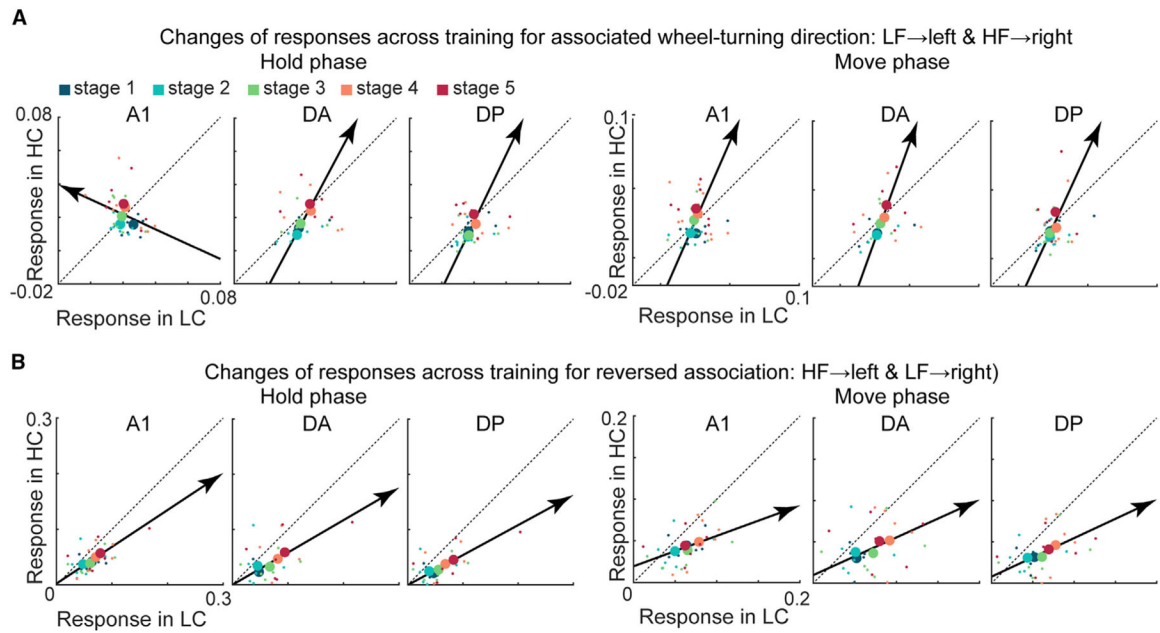 A
Changes of responses across training for associated wheel-turning direction: LF→left & HF→right
Hold phase
Move phase
stage 1 stage 2 stage 3 stage 4 stage 5
0.08 A1 DA DP
0.1 A1 DA DP
Response in HC
Response in HC
-0.02 0.08
-0.02 0.1
Response in LC
Response in LC
B
Changes of responses across training for reversed association: HF→left & LF→right)
Hold phase
Move phase
0.3 A1 DA DP
0.2 A1 DA DP
Response in HC
Response in HC
0 0.3
0 0.2
Response in LC
Response in LC